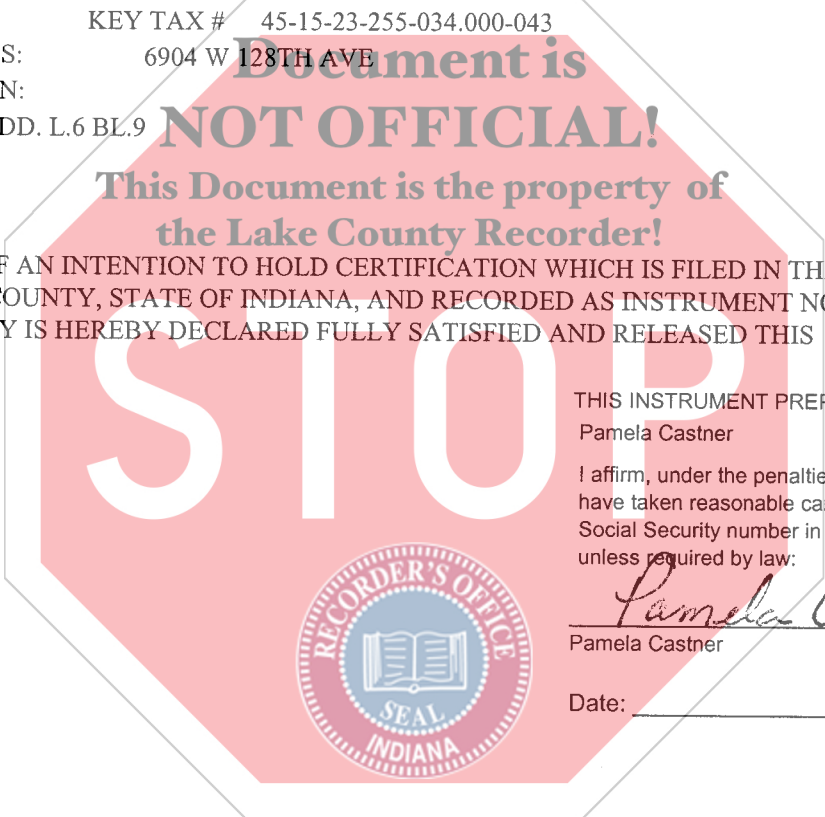 KEY TAX # 45-15-23-255-034.000-043
S: 6904 W 128TH AVE
N:
DD. L.6 BL.9
Document is
NOT OFFICIAL!
This Document is the property of
the Lake County Recorder!
F AN INTENTION TO HOLD CERTIFICATION WHICH IS FILED IN TH
COUNTY, STATE OF INDIANA, AND RECORDED AS INSTRUMENT NO
Y IS HEREBY DECLARED FULLY SATISFIED AND RELEASED THIS
STOP
THIS INSTRUMENT PREP
Pamela Castner
I affirm, under the penaltie
have taken reasonable ca
Social Security number in
unless required by law:
Pamela C
Pamela Castner
Date:
RECORDER'S OFFICE
SEAL
INDIANA